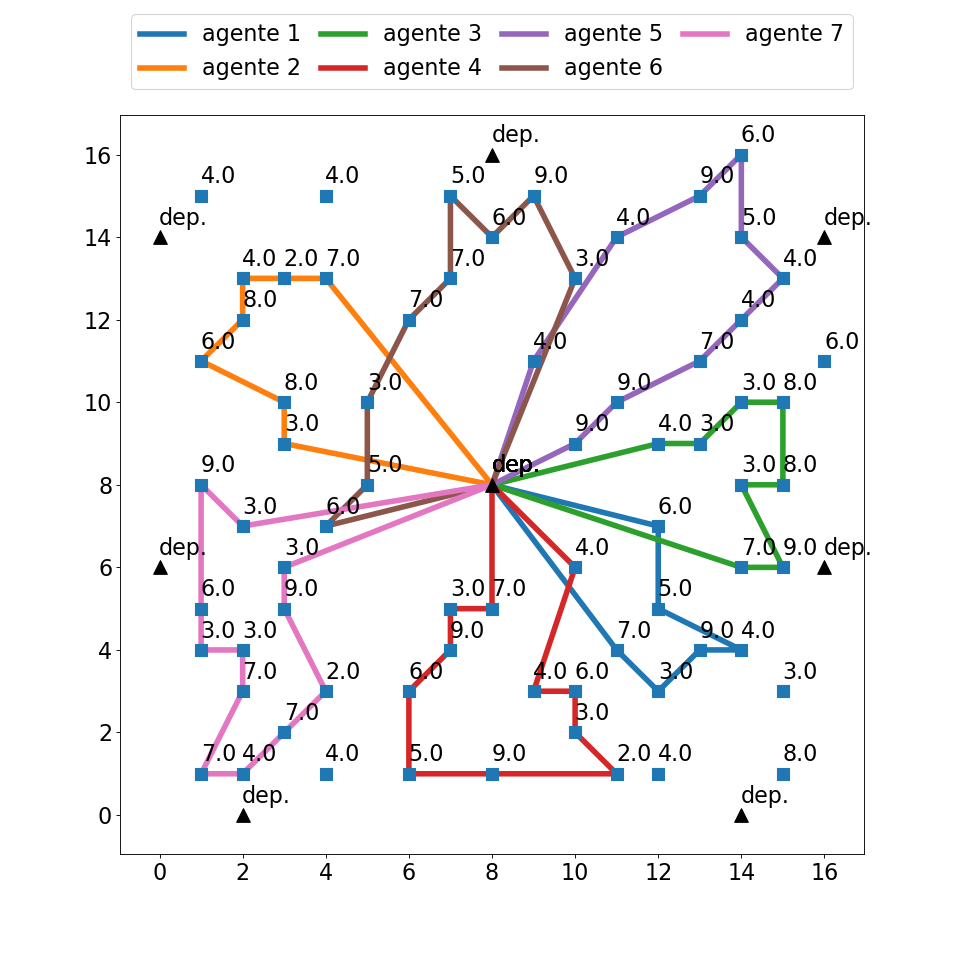 agente 1 agente 3 agente 5 agente 7
agente 2 agente 4 agente 6
6.0
dep.
16
4.0 4.0 5.0 9.0 9.0
dep. 6.0 4.0 5.0 dep.
14
4.0 2.0 7.0 3.0 4.0
8.0 4.0
12
7.0
6.0 4.0 7.0 6.0
8.0 3.0 9.0 3.0 8.0
10
3.0 9.0 4.0 3.0
9.0 5.0 dep. 3.0 8.0
8
3.0 6.0 6.0
dep. 3.0 4.0 7.0 9.0 dep.
6
6.0 9.0 3.0 7.0 5.0
3.0 3.0 9.0 7.0 9.0 4.0
4
7.0 2.0 6.0 4.0 6.0 3.0 3.0
7.0 3.0
2
7.0 4.0 4.0 5.0 9.0 2.0 4.0 8.0
dep. dep.
0
0 2 4 6 8 10 12 14 16
7.0